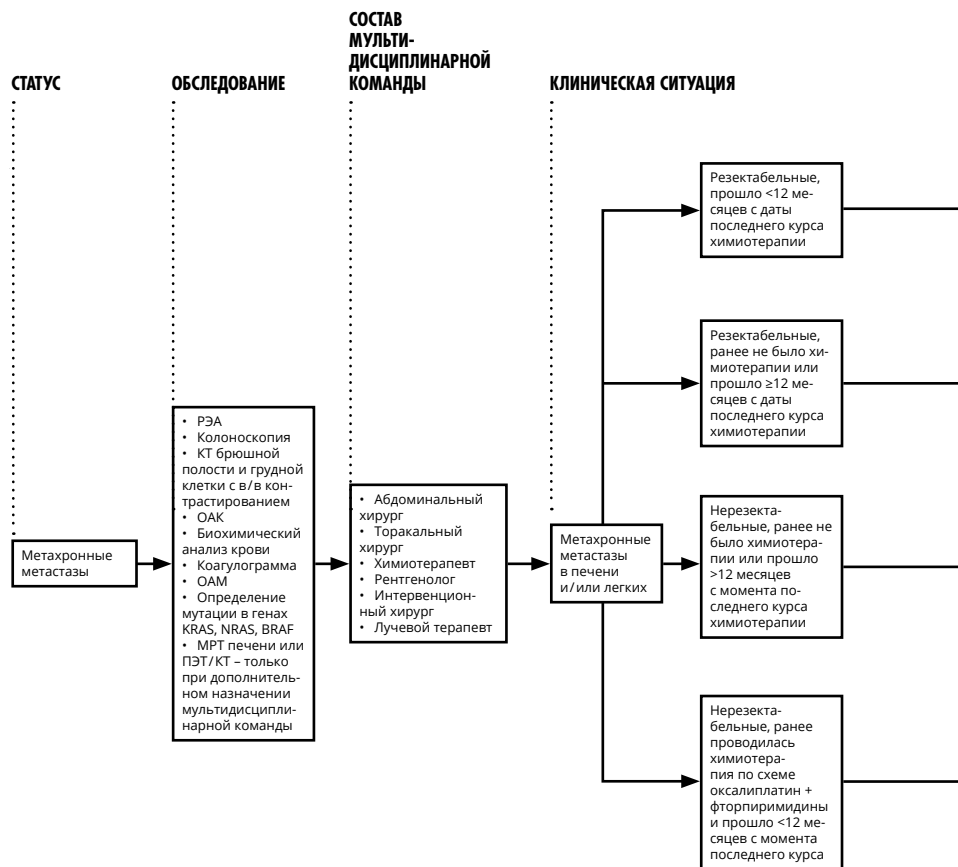 СТАТУС
ОБСЛЕДОВАНИЕ
СОСТАВ
МУЛЬТИ-
ДИСЦИПЛИНАРНОЙ
КОМАНДЫ
КЛИНИЧЕСКАЯ СИТУАЦИЯ
Метахронные
метастазы
• РЭА
• Колоноскопия
• КТ брюшной
полости и грудной
клетки с в/в кон-
трастированием
• ОАК
• Биохимический
анализ крови
• Коагулограмма
• ОАМ
• Определение
мутации в генах
KRAS, NRAS, BRAF
• МРТ печени или
ПЭТ/КТ – только
при дополнитель-
ном назначении
мультидисципли-
нарной команды
• Абдоминальный
хирург
• Торакальный
хирург
• Химиотерапевт
• Рентгенолог
• Интервенцион-
ный хирург
• Лучевой терапевт
Метахронные
метастазы
в печени
и/или легких
Резектабельные,
прошло <12 ме-
сяцев с даты
последнего курса
химиотерапии
Резектабельные,
ранее не было хи-
миотерапии или
прошло ≥12 ме-
сяцев с даты
последнего курса
химиотерапии
Нерезекта-
бельные, ранее не
было химиотера-
пии или прошло
>12 месяцев
с момента по-
следнего курса
химиотерапии
Нерезекта-
бельные, ранее
проводилась
химиотера-
пия по схеме
оксалиплатин +
фторпиримидины
и прошло <12 ме-
сяцев с момента
последнего курса